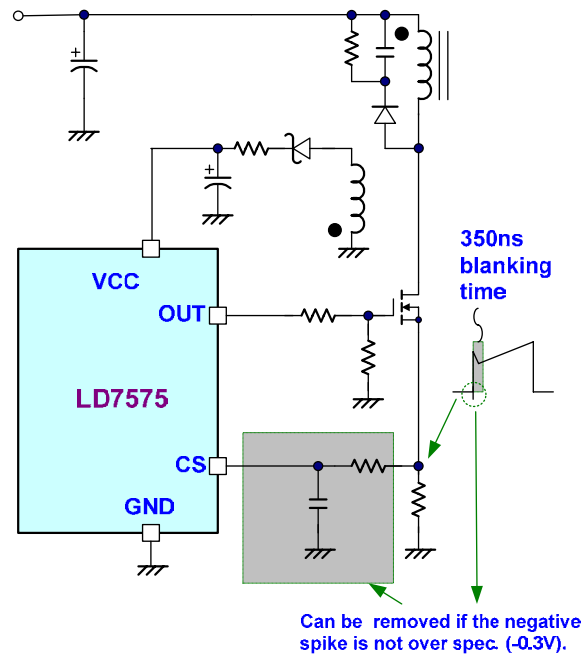 +
+
VCC
OUT
LD7575
CS
GND
350ns
blanking
time
Can be removed if the negative
spike is not over spec. (-0.3V).